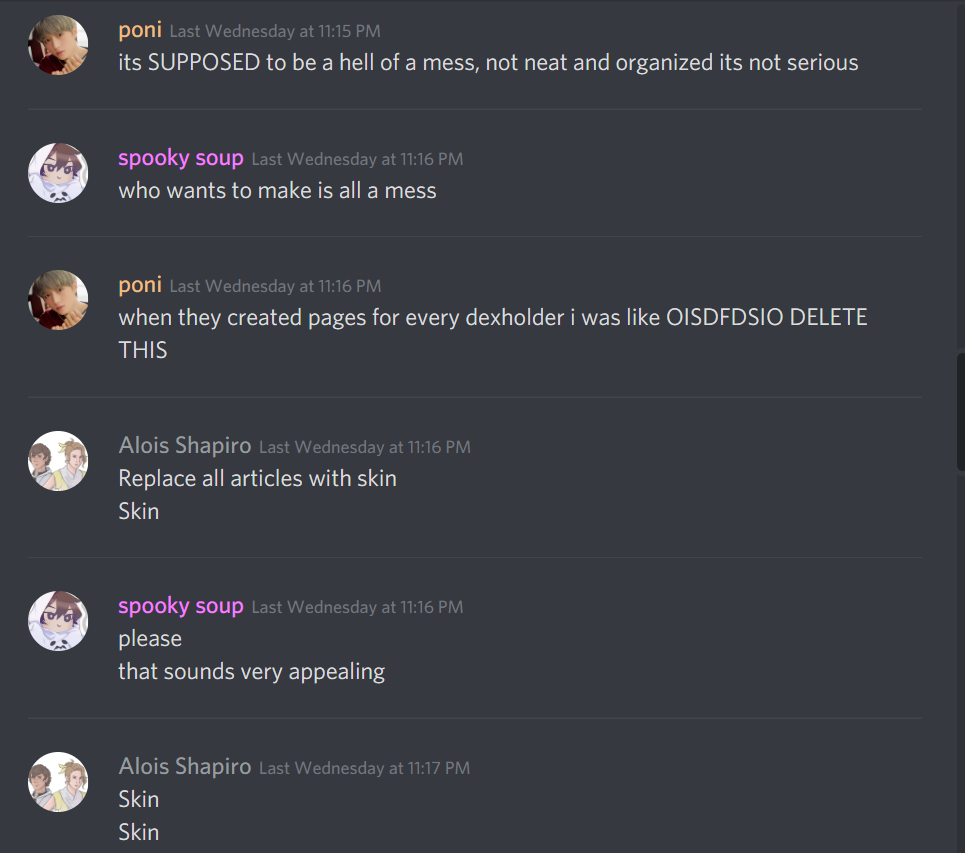 poni Last Wednesday at 11:15 PM
its SUPPOSED to be a hell of a mess, not neat and organized its not serious
spooky soup Last Wednesday at 11:16 PM
who wants to make is all a mess
poni Last Wednesday at 11:16 PM
when they created pages for every dexholder i was like OISDFDSIO DELETE
THIS
Alois Shapiro Last Wednesday at 11:16 PM
Replace all articles with skin
Skin
spooky soup Last Wednesday at 11:16 PM
please
that sounds very appealing
Alois Shapiro Last Wednesday at 11:17 PM
Skin
Skin